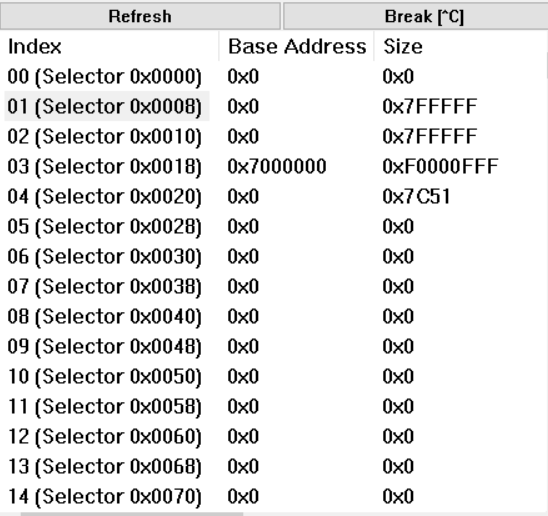 Refresh Break [^C]
Index Base Address Size
00 (Selector 0x0000) 0x0 0x0
01 (Selector 0x0008) 0x0 0x7FFFFF
02 (Selector 0x0010) 0x0 0x7FFFFF
03 (Selector 0x0018) 0x7000000 0xF0000FFF
04 (Selector 0x0020) 0x0 0x7C51
05 (Selector 0x0028) 0x0 0x0
06 (Selector 0x0030) 0x0 0x0
07 (Selector 0x0038) 0x0 0x0
08 (Selector 0x0040) 0x0 0x0
09 (Selector 0x0048) 0x0 0x0
10 (Selector 0x0050) 0x0 0x0
11 (Selector 0x0058) 0x0 0x0
12 (Selector 0x0060) 0x0 0x0
13 (Selector 0x0068) 0x0 0x0
14 (Selector 0x0070) 0x0 0x0